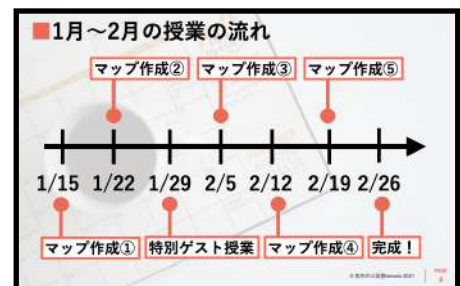 ■1月～2月の授業の流れ
マップ作成② マップ作成③ マップ作成⑤
1/15 1/22 1/29 2/5 2/12 2/19 2/26
マップ作成① 特別ゲスト授業 マップ作成④ 完成！